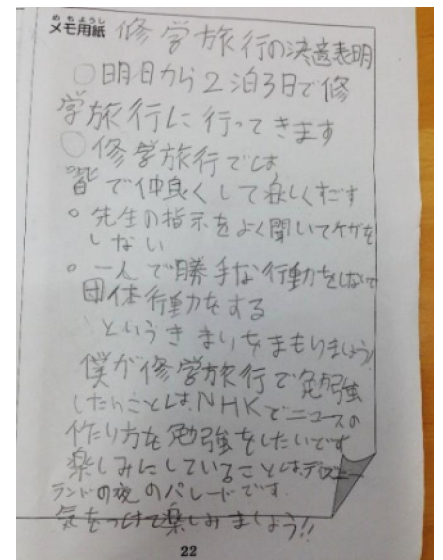 めもようし
メモ用紙 修学旅行の決意表明
○明日から2泊3日で修
学旅行に行ってきます
○修学旅行では
皆で仲良くして楽しくすごす
○先生の指示をよく聞いてケガを
しない
○一人で勝手な行動をしないで
団体行動をする
というきまりをまもりましょう
僕が修学旅行で勉強
したいことは、NHKでニュースの
作り方を勉強をしたいです
楽しみにしていることはディズニー
ランドの夜のパレードです.
気をつけて楽しみましょう!!
22